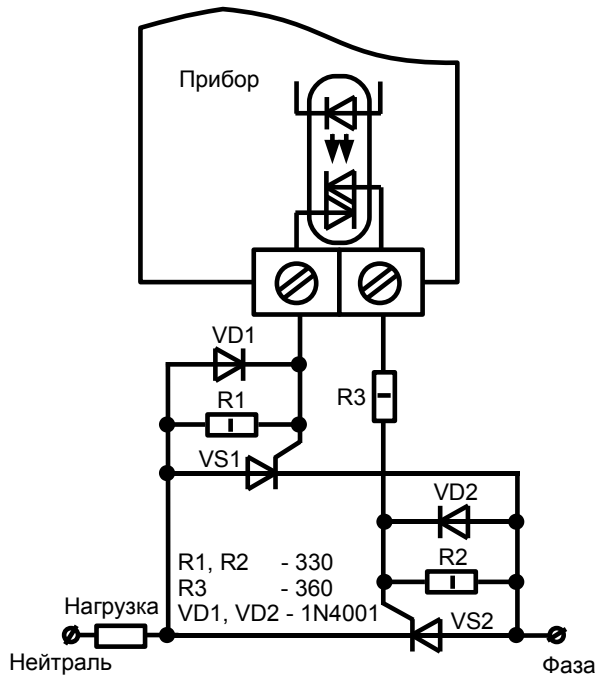 Прибор
VD1
R1
R3
VS1
VD2
R2
R1, R2 - 330
R3 - 360
VD1, VD2 - 1N4001
VS2
Нагрузка
Нейтраль
Фаза